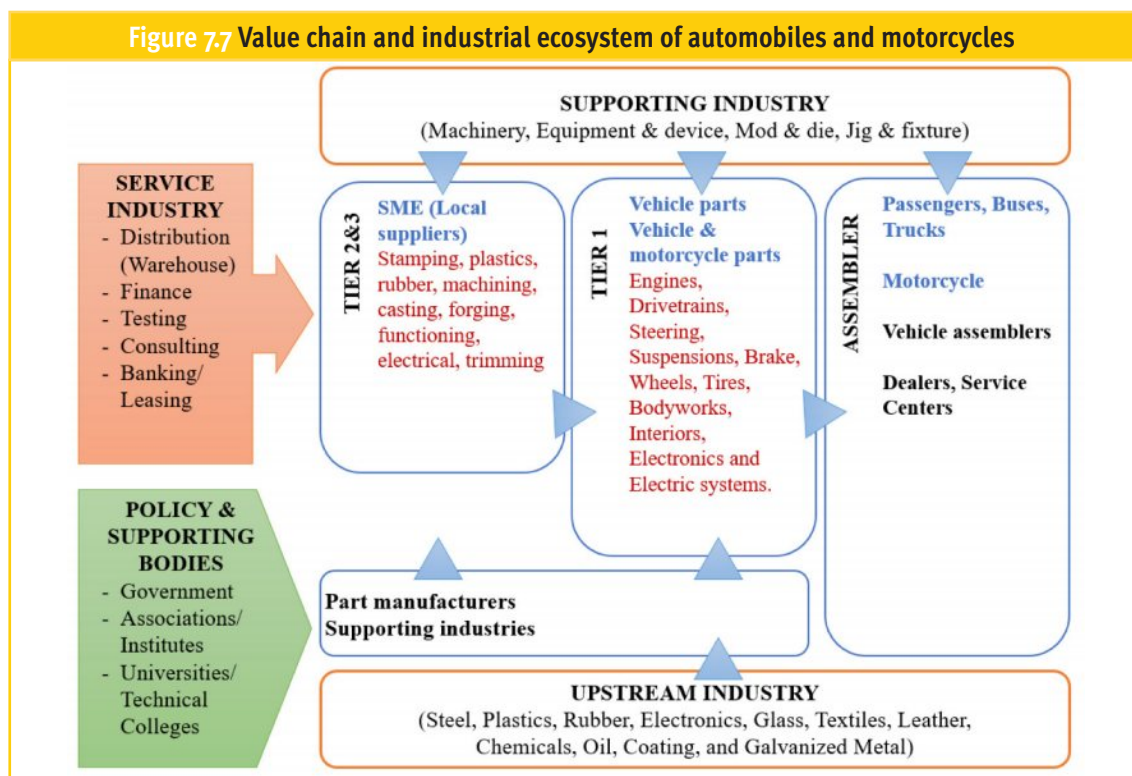 Figure 7.7 Value chain and industrial ecosystem of automobiles and motorcycles
SUPPORTING INDUSTRY
(Machinery, Equipment & device, Mod & die, Jig & fixture)
SERVICE
INDUSTRY
- Distribution
(Warehouse)
- Finance
- Testing
- Consulting
- Banking/
Leasing
TIER 2&3
SME (Local
suppliers)
Stamping, plastics,
rubber, machining,
casting, forging,
functioning,
electrical, trimming
TIER 1
Vehicle parts
Vehicle &
motorcycle parts
Engines,
Drivetrains,
Steering,
Suspensions, Brake,
Wheels, Tires,
Bodyworks,
Interiors,
Electronics and
Electric systems.
ASSEMBLER
Passengers, Buses,
Trucks
Motorcycle
Vehicle assemblers
Dealers, Service
Centers
POLICY &
SUPPORTING
BODIES
- Government
- Associations/
Institutes
- Universities/
Technical
Colleges
Part manufacturers
Supporting industries
UPSTREAM INDUSTRY
(Steel, Plastics, Rubber, Electronics, Glass, Textiles, Leather,
Chemicals, Oil, Coating, and Galvanized Metal)